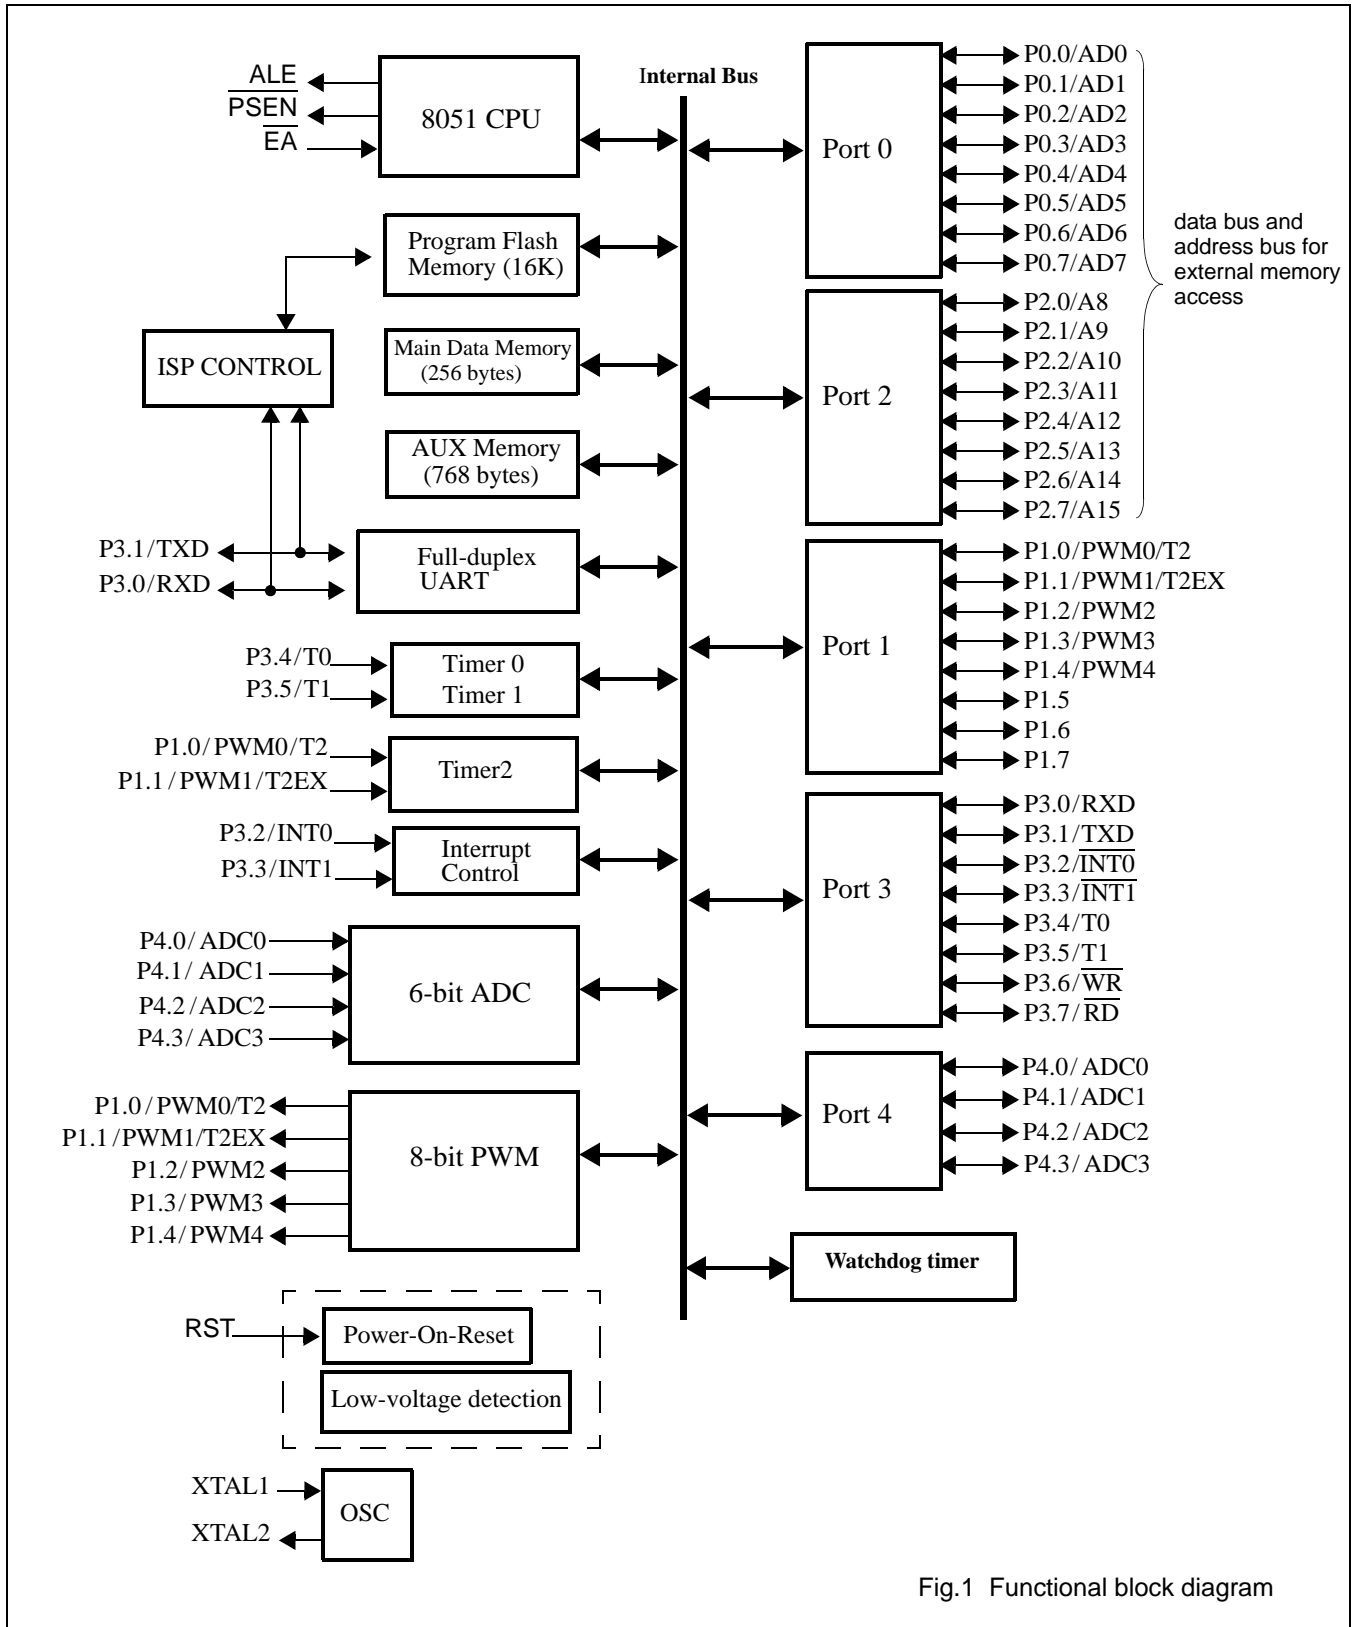 ALE
PSEN
EA
8051 CPU
Internal Bus
Program Flash
Memory (16K)
ISP CONTROL
Main Data Memory
(256 bytes)
AUX Memory
(768 bytes)
P3.1/TXD
P3.0/RXD
Full-duplex
UART
P3.4/T0
P3.5/T1
Timer 0
Timer 1
P1.0/PWM0/T2
P1.1/PWM1/T2EX
Timer2
P3.2/INT0
P3.3/INT1
Interrupt
Control
P4.0/ADC0
P4.1/ ADC1
P4.2/ADC2
P4.3/ADC3
6-bit ADC
P1.0/PWM0/T2
P1.1/PWM1/T2EX
P1.2/PWM2
P1.3/PWM3
P1.4/PWM4
8-bit PWM
RST
Power-On-Reset
Low-voltage detection
XTAL1
XTAL2
OSC
Port 0
P0.0/AD0
P0.1/AD1
P0.2/AD2
P0.3/AD3
P0.4/AD4
P0.5/AD5
P0.6/AD6
P0.7/AD7
data bus and
address bus for
external memory
access
Port 2
P2.0/A8
P2.1/A9
P2.2/A10
P2.3/A11
P2.4/A12
P2.5/A13
P2.6/A14
P2.7/A15
Port 1
P1.0/PWM0/T2
P1.1/PWM1/T2EX
P1.2/PWM2
P1.3/PWM3
P1.4/PWM4
P1.5
P1.6
P1.7
Port 3
P3.0/RXD
P3.1/TXD
P3.2/INT0
P3.3/INT1
P3.4/T0
P3.5/T1
P3.6/WR
P3.7/RD
Port 4
P4.0/ADC0
P4.1/ADC1
P4.2/ADC2
P4.3/ADC3
Watchdog timer
Fig.1 Functional block diagram